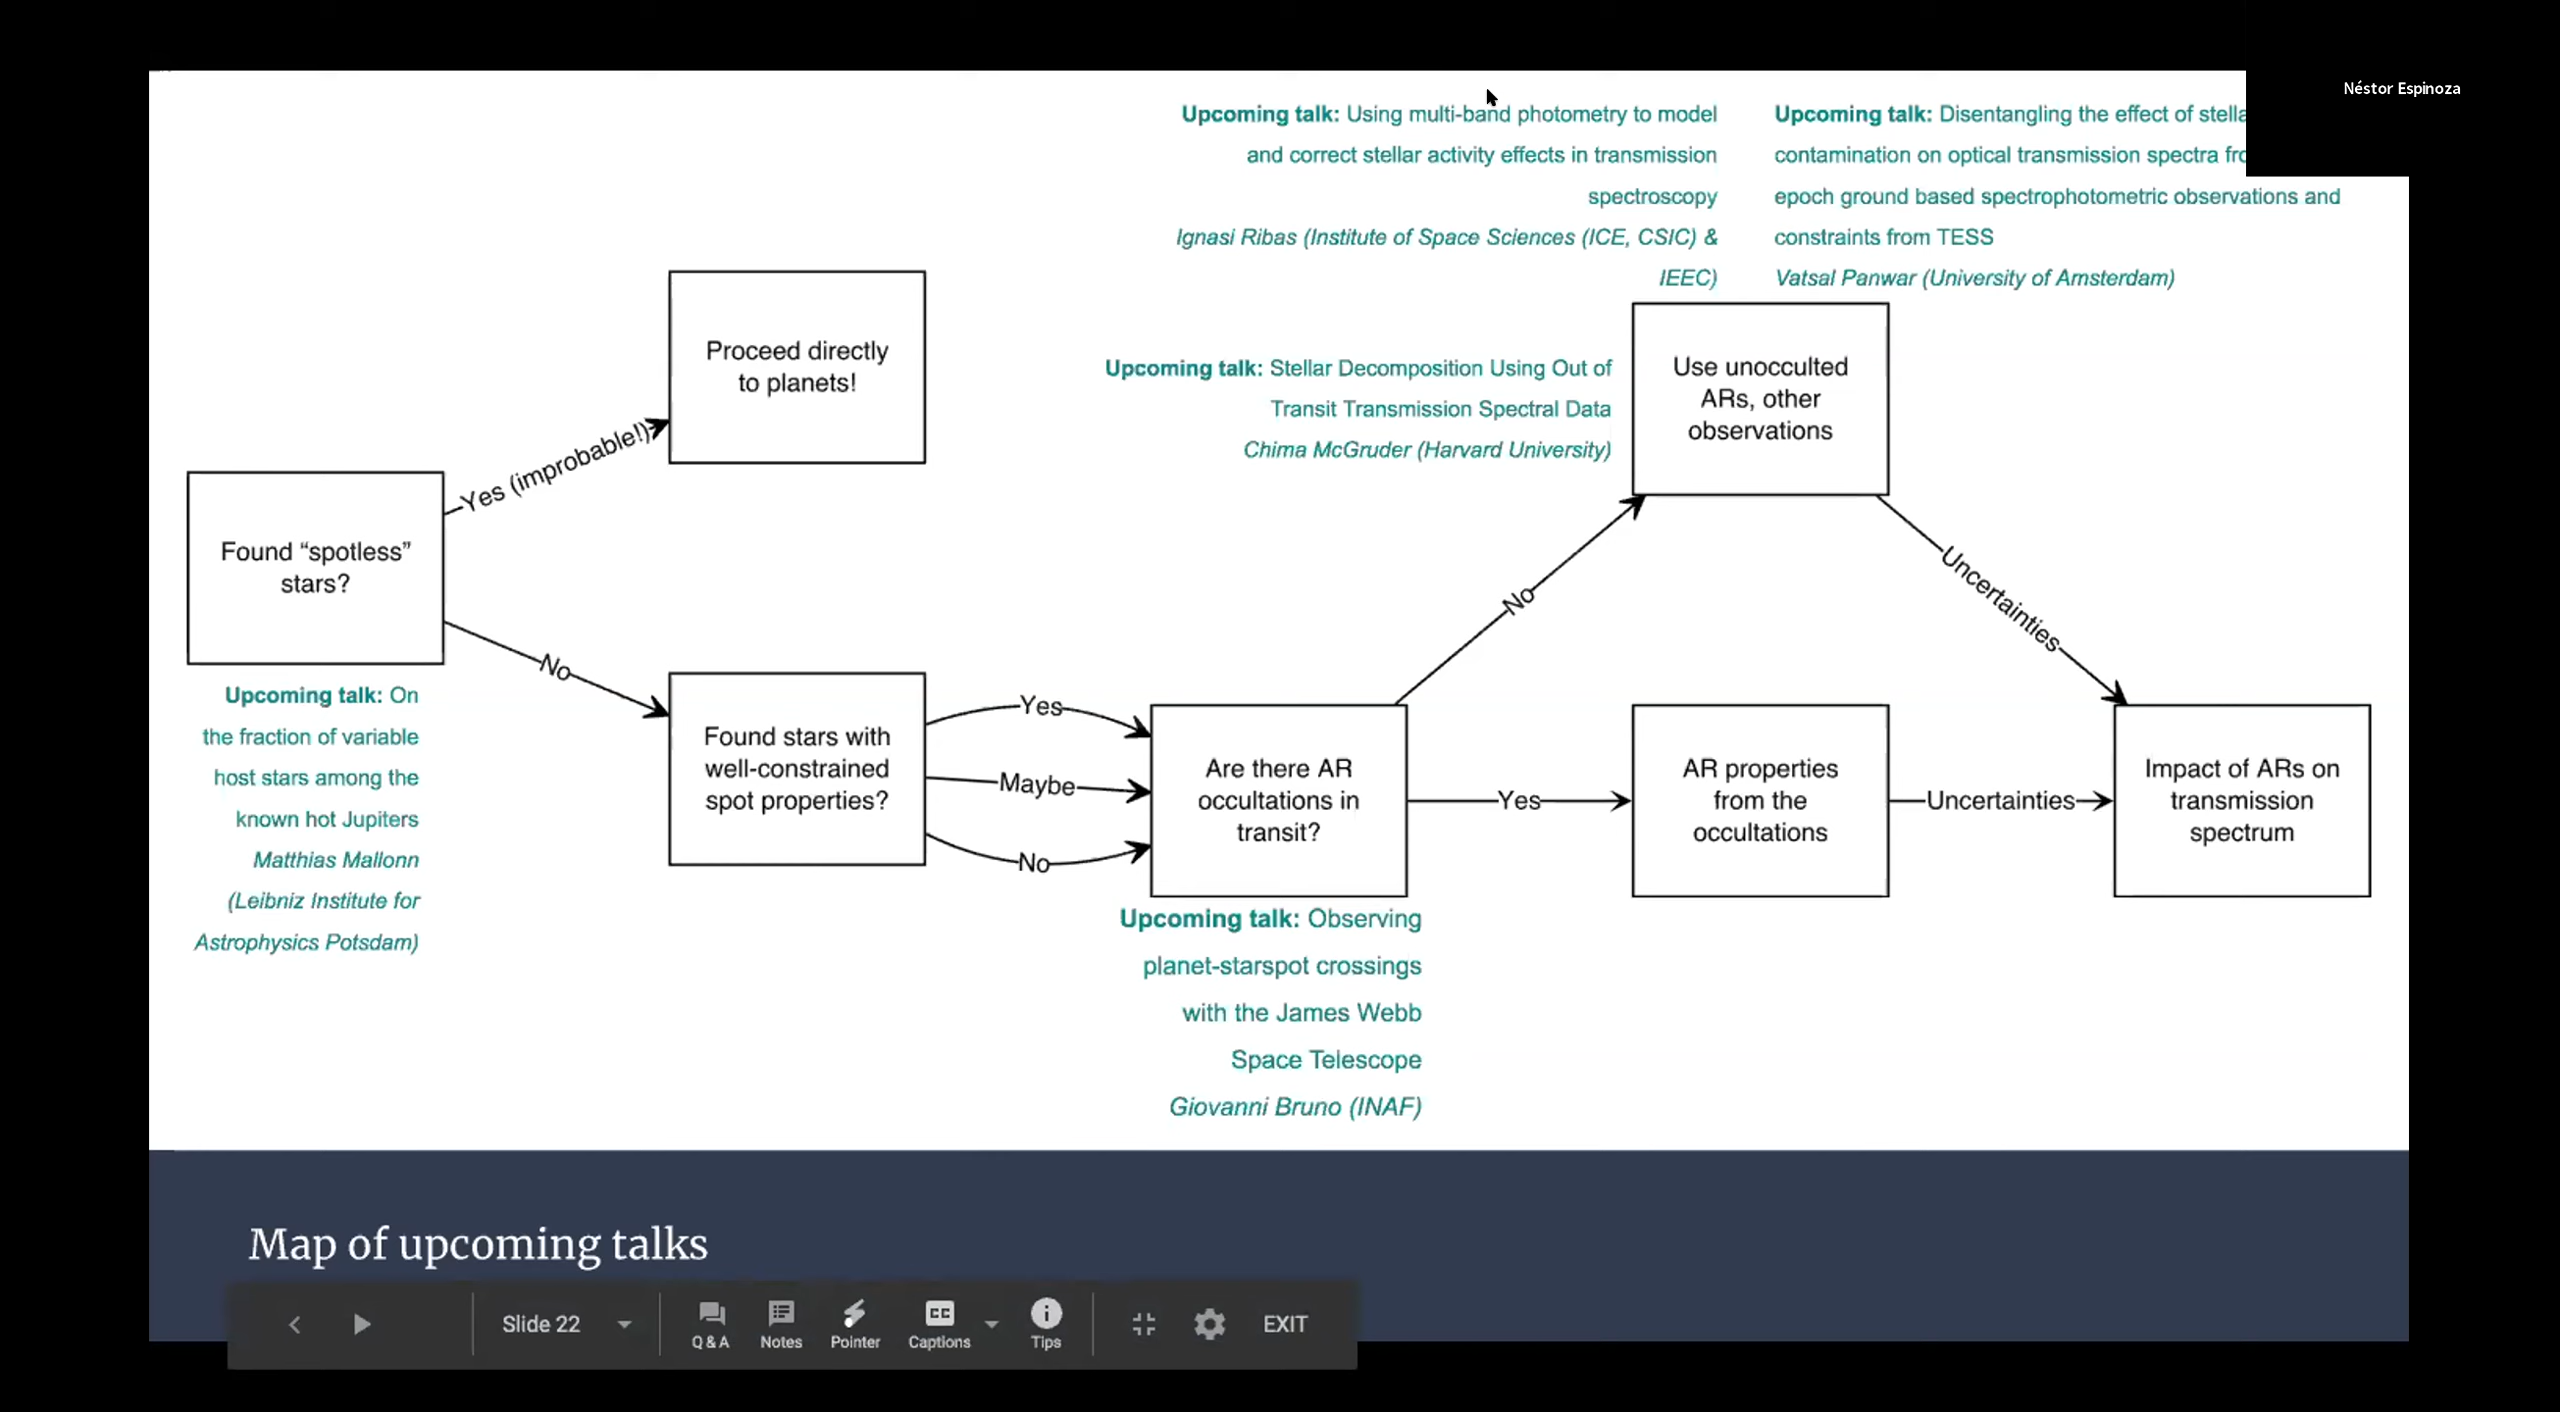 Néstor Espinoza
Upcoming talk: Using multi-band photometry to model
and correct stellar activity effects in transmission
spectroscopy
Ignasi Ribas (Institute of Space Sciences (ICE, CSIC) &
IEEC)
Upcoming talk: Disentangling the effect of
contamination on optical transmission spectra
epoch ground based spectrophotometric observations and
constraints from TESS
Vatsal Panwar (University of Amsterdam)
Proceed directly
to planets!
Upcoming talk: Stellar Decomposition Using Out of
Transit Transmission Spectral Data
Chima McGruder (Harvard University)
Use unocculted
ARs, other
observations
Yes (improbable!)
Found “spotless”
stars?
No
No
Uncertainties
Upcoming talk: On
the fraction of variable
host stars among the
known hot Jupiters
Matthias Mallonn
(Leibniz Institute for
Astrophysics Potsdam)
Found stars with
well-constrained
spot properties?
Yes
Maybe
No
Are there AR
occultations in
transit?
Yes
AR properties
from the
occultations
Uncertainties
Impact of ARs on
transmission
spectrum
Upcoming talk: Observing
planet-starspot crossings
with the James Webb
Space Telescope
Giovanni Bruno (INAF)
Map of upcoming talks
Slide 22
Q & A
Notes
CC
Pointer
Captions
Tips
EXIT